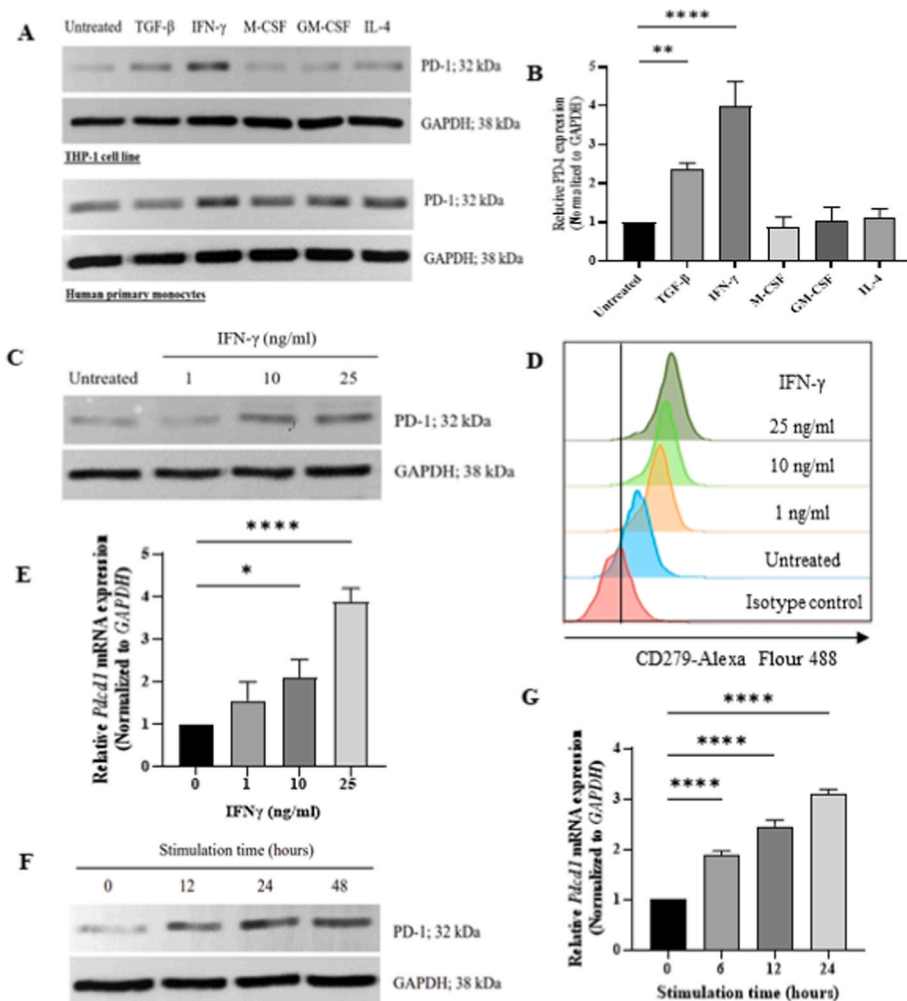 A
Untreated TGF-β IFN-γ M-CSF GM-CSF IL-4
PD-1; 32 kDa
GAPDH; 38 kDa
THP-1 cell line
PD-1; 32 kDa
GAPDH; 38 kDa
Human primary monocytes
B
**** 
**
Relative PD-1 expression
(Normalized to GAPDH)
5
4
3
2
1
0
Untreated TGF-β IFN-γ M-CSF GM-CSF IL-4
C
IFN-γ (ng/ml)
Untreated 1 10 25
PD-1; 32 kDa
GAPDH; 38 kDa
D
IFN-γ
25 ng/ml
10 ng/ml
1 ng/ml
Untreated
Isotype control
CD279-Alexa Flour 488
E
****
*
Relative Pdcd1 mRNA expression
(Normalized to GAPDH)
5
4
3
2
1
0
0 1 10 25
IFNγ (ng/ml)
F
Stimulation time (hours)
0 12 24 48
PD-1; 32 kDa
GAPDH; 38 kDa
G
****
****
****
Relative Pdcd1 mRNA expression
(Normalized to GAPDH)
4
3
2
1
0
0 6 12 24
Stimulation time (hours)